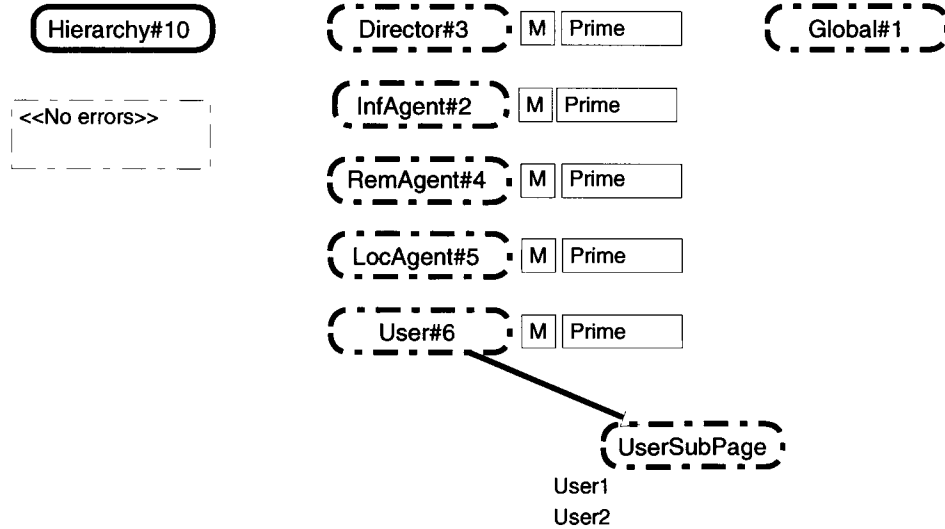 Hierarchy#10
Director#3 M Prime
Global#1
<<No errors>>
InfAgent#2 M Prime
RemAgent#4 M Prime
LocAgent#5 M Prime
User#6 M Prime
UserSubPage
User1
User2